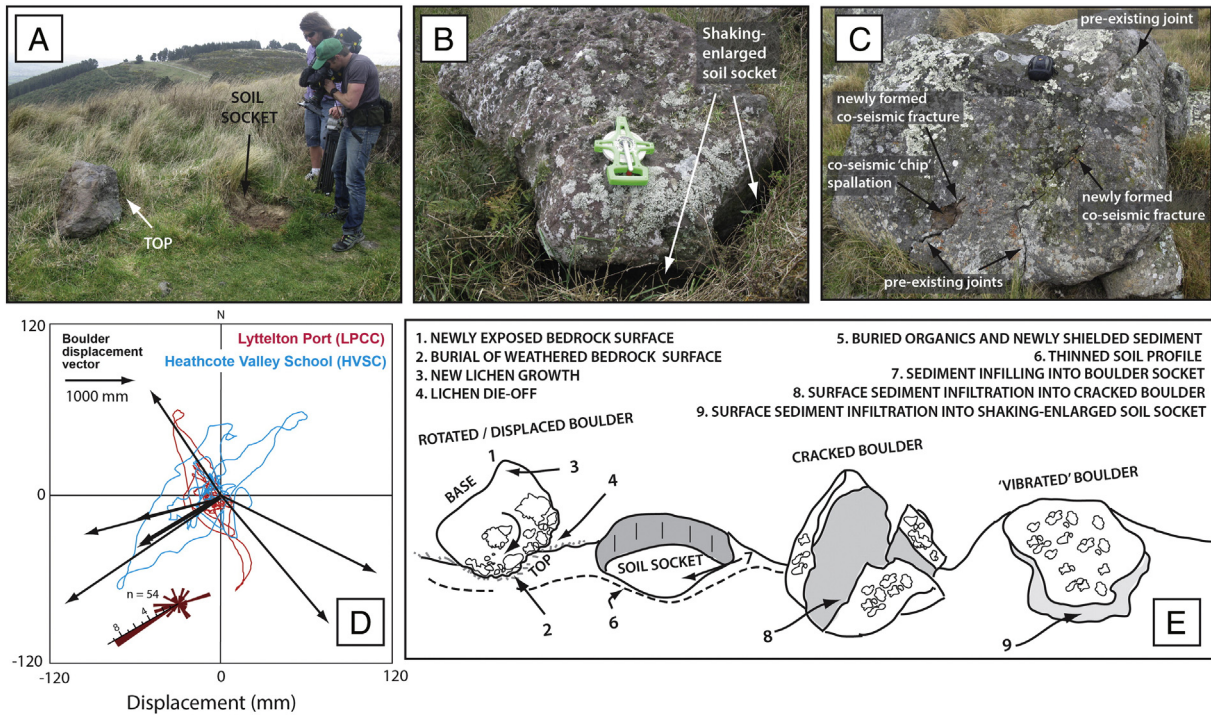 A
SOIL
SOCKET
TOP
B
Shaking-
enlarged
soil socket
C
pre-existing joint
newly formed
co-seismic fracture
co-seismic 'chip'
spallation
newly formed
co-seismic fracture
pre-existing joints
120
N
Boulder
displacement
vector
1000 mm
Lyttelton Port (LPCC)
Heathcote Valley School (HVSC)
0
n = 54
4
8
D
-120
-120
0
120
Displacement (mm)
1. NEWLY EXPOSED BEDROCK SURFACE
2. BURIAL OF WEATHERED BEDROCK SURFACE
3. NEW LICHEN GROWTH
4. LICHEN DIE-OFF
5. BURIED ORGANICS AND NEWLY SHIELDED SEDIMENT
6. THINNED SOIL PROFILE
7. SEDIMENT INFILLING INTO BOULDER SOCKET
8. SURFACE SEDIMENT INFILTRATION INTO CRACKED BOULDER
9. SURFACE SEDIMENT INFILTRATION INTO SHAKING-ENLARGED SOIL SOCKET
ROTATED / DISPLACED BOULDER
1
3
BASE
4
TOP
2
SOIL SOCKET
7
6
CRACKED BOULDER
8
'VIBRATED' BOULDER
9
E